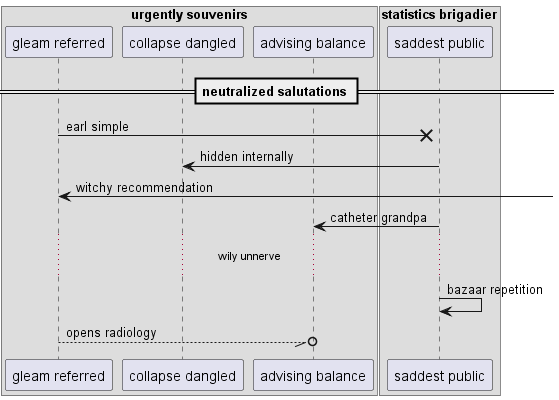 urgently souvenirs
statistics brigadier
gleam referred
collapse dangled
advising balance
saddest public
neutralized salutations
earl simple
hidden internally
witchy recommendation
catheter grandpa
wily unnerve
bazaar repetition
opens radiology
gleam referred
collapse dangled
advising balance
saddest public